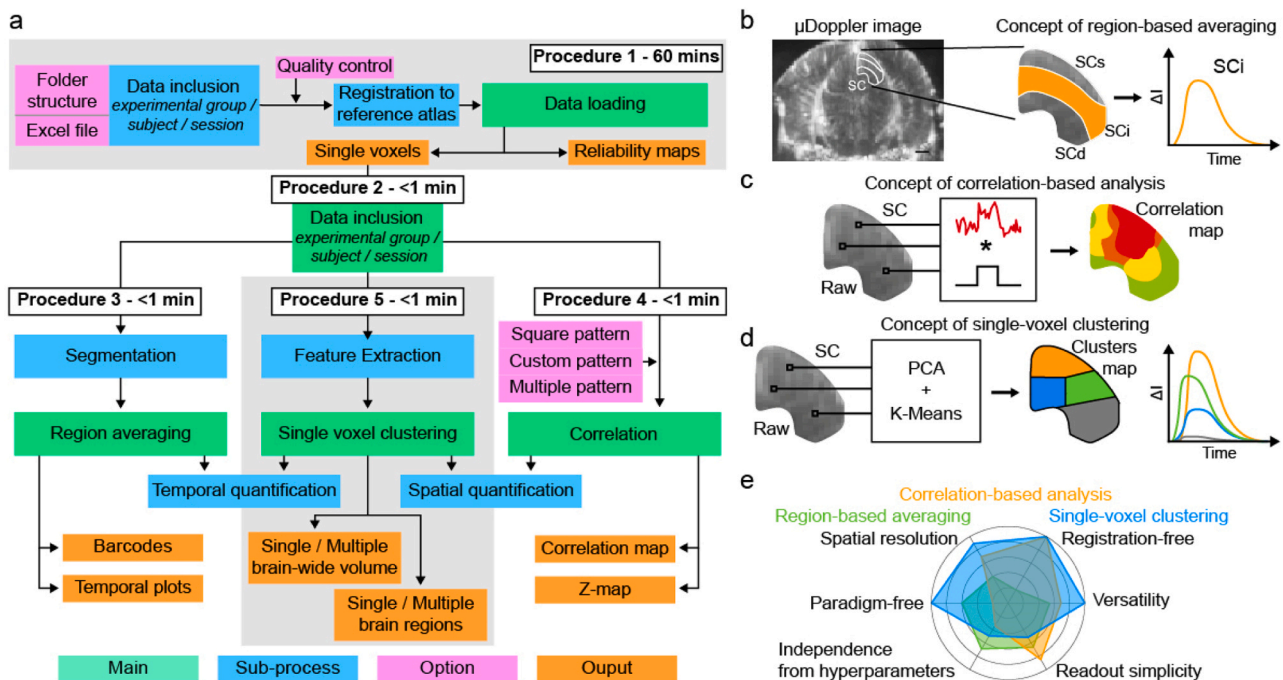 a
Procedure 1 - 60 mins
Folder
structure
Excel file
Data inclusion
experimental group /
subject / session
Quality control
Registration to
reference atlas
Data loading
Single voxels
Reliability maps
Procedure 2 - <1 min
Data inclusion
experimental group /
subject / session
Procedure 3 - <1 min
Procedure 5 - <1 min
Procedure 4 - <1 min
Segmentation
Feature Extraction
Square pattern
Custom pattern
Multiple pattern
Region averaging
Single voxel clustering
Correlation
Temporal quantification
Spatial quantification
Barcodes
Temporal plots
Single / Multiple
brain-wide volume
Single / Multiple
brain regions
Correlation map
Z-map
Main
Sub-process
Option
Ouput
b
µDoppler image
SC
Concept of region-based averaging
SCs
SCi
SCd
SCi
ΔI
Time
c
Concept of correlation-based analysis
SC
Raw
*
Correlation
map
d
Concept of single-voxel clustering
SC
Raw
PCA
+
K-Means
Clusters
map
ΔI
Time
e
Correlation-based analysis
Region-based averaging
Single-voxel clustering
Spatial resolution
Registration-free
Paradigm-free
Versatility
Independence
from hyperparameters
Readout simplicity